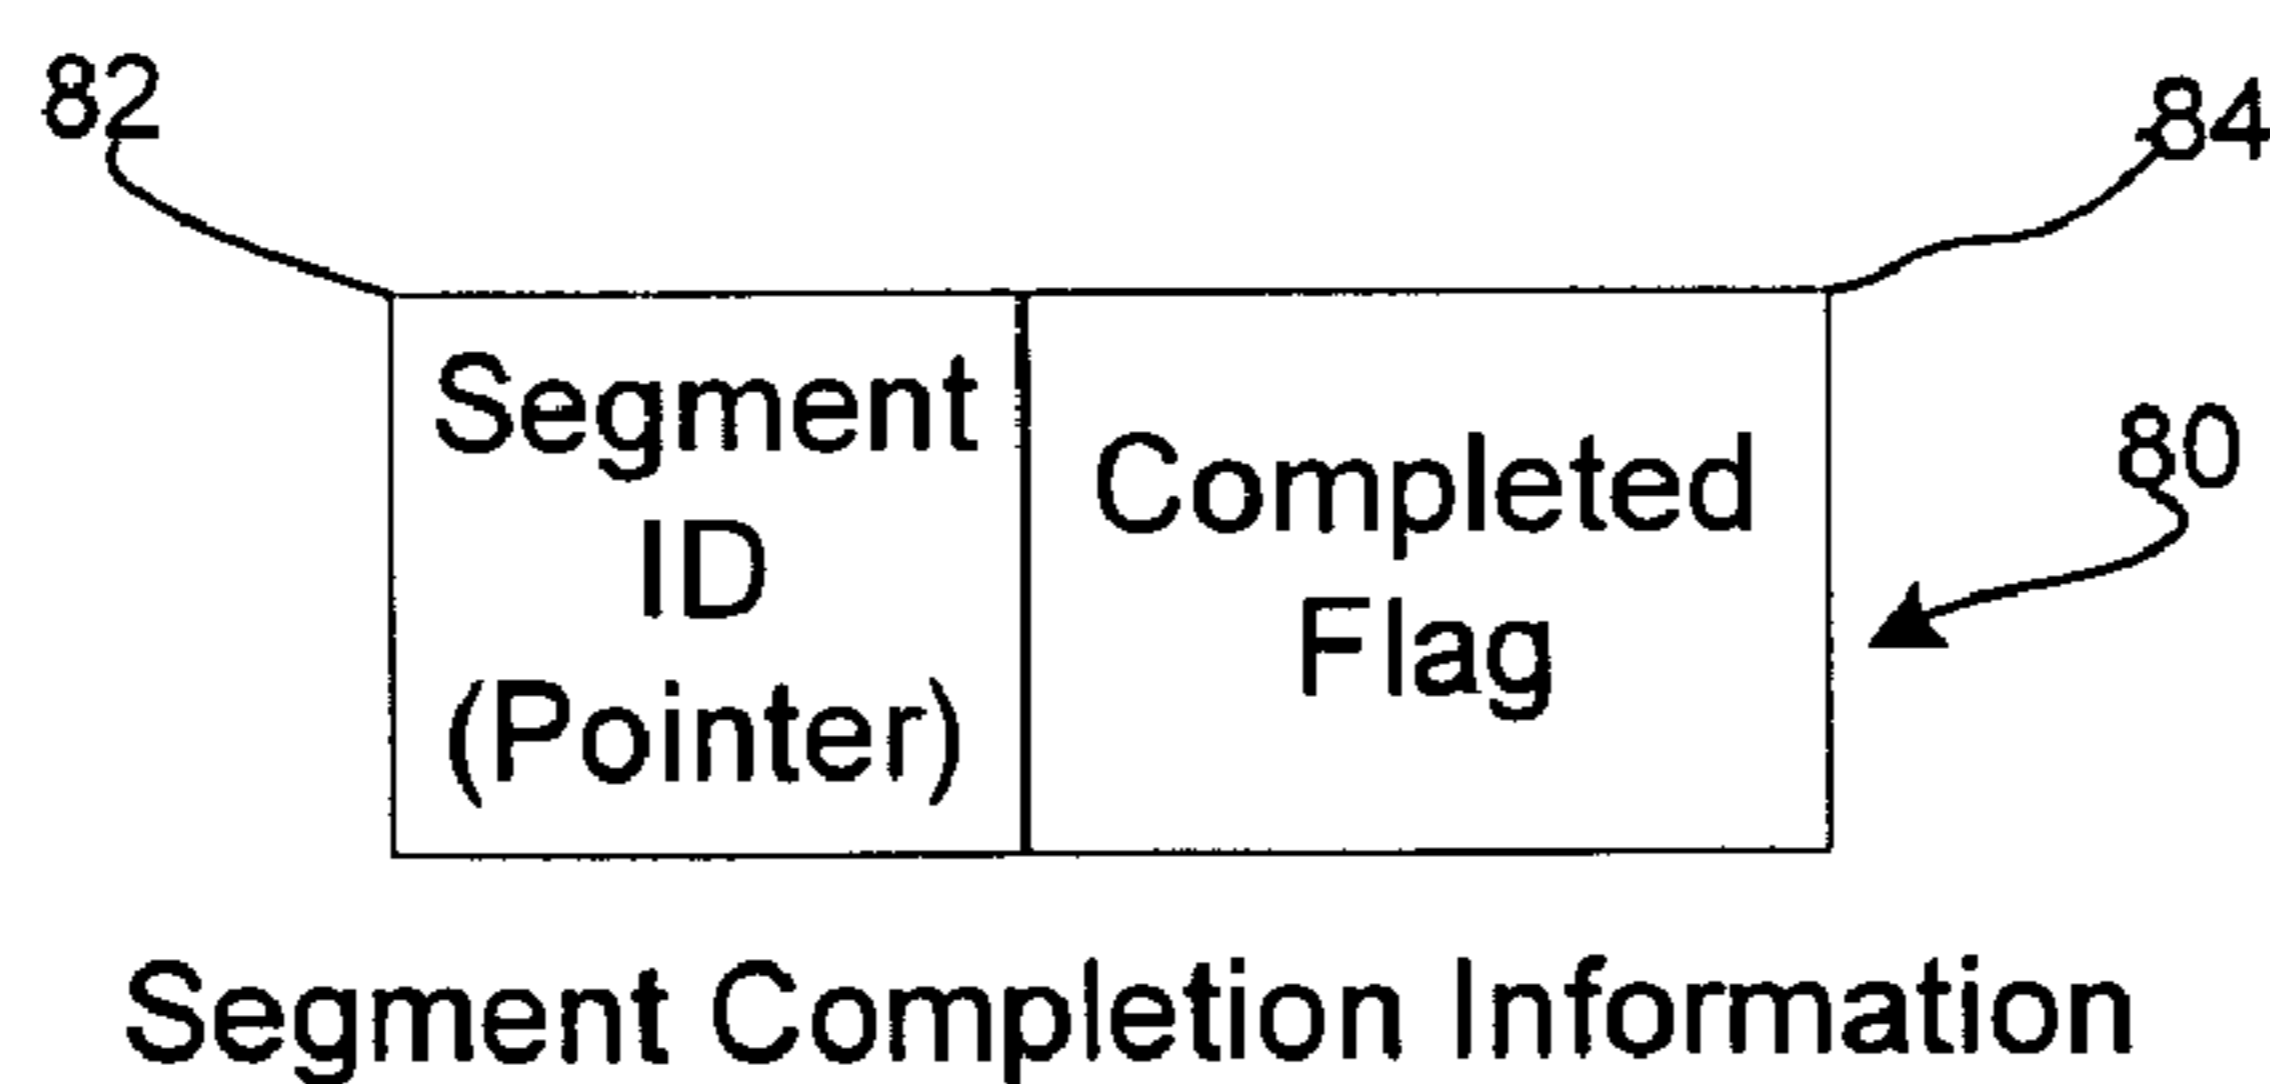 82
84
Segment
ID
(Pointer)
Completed
Flag
80
Segment Completion Information